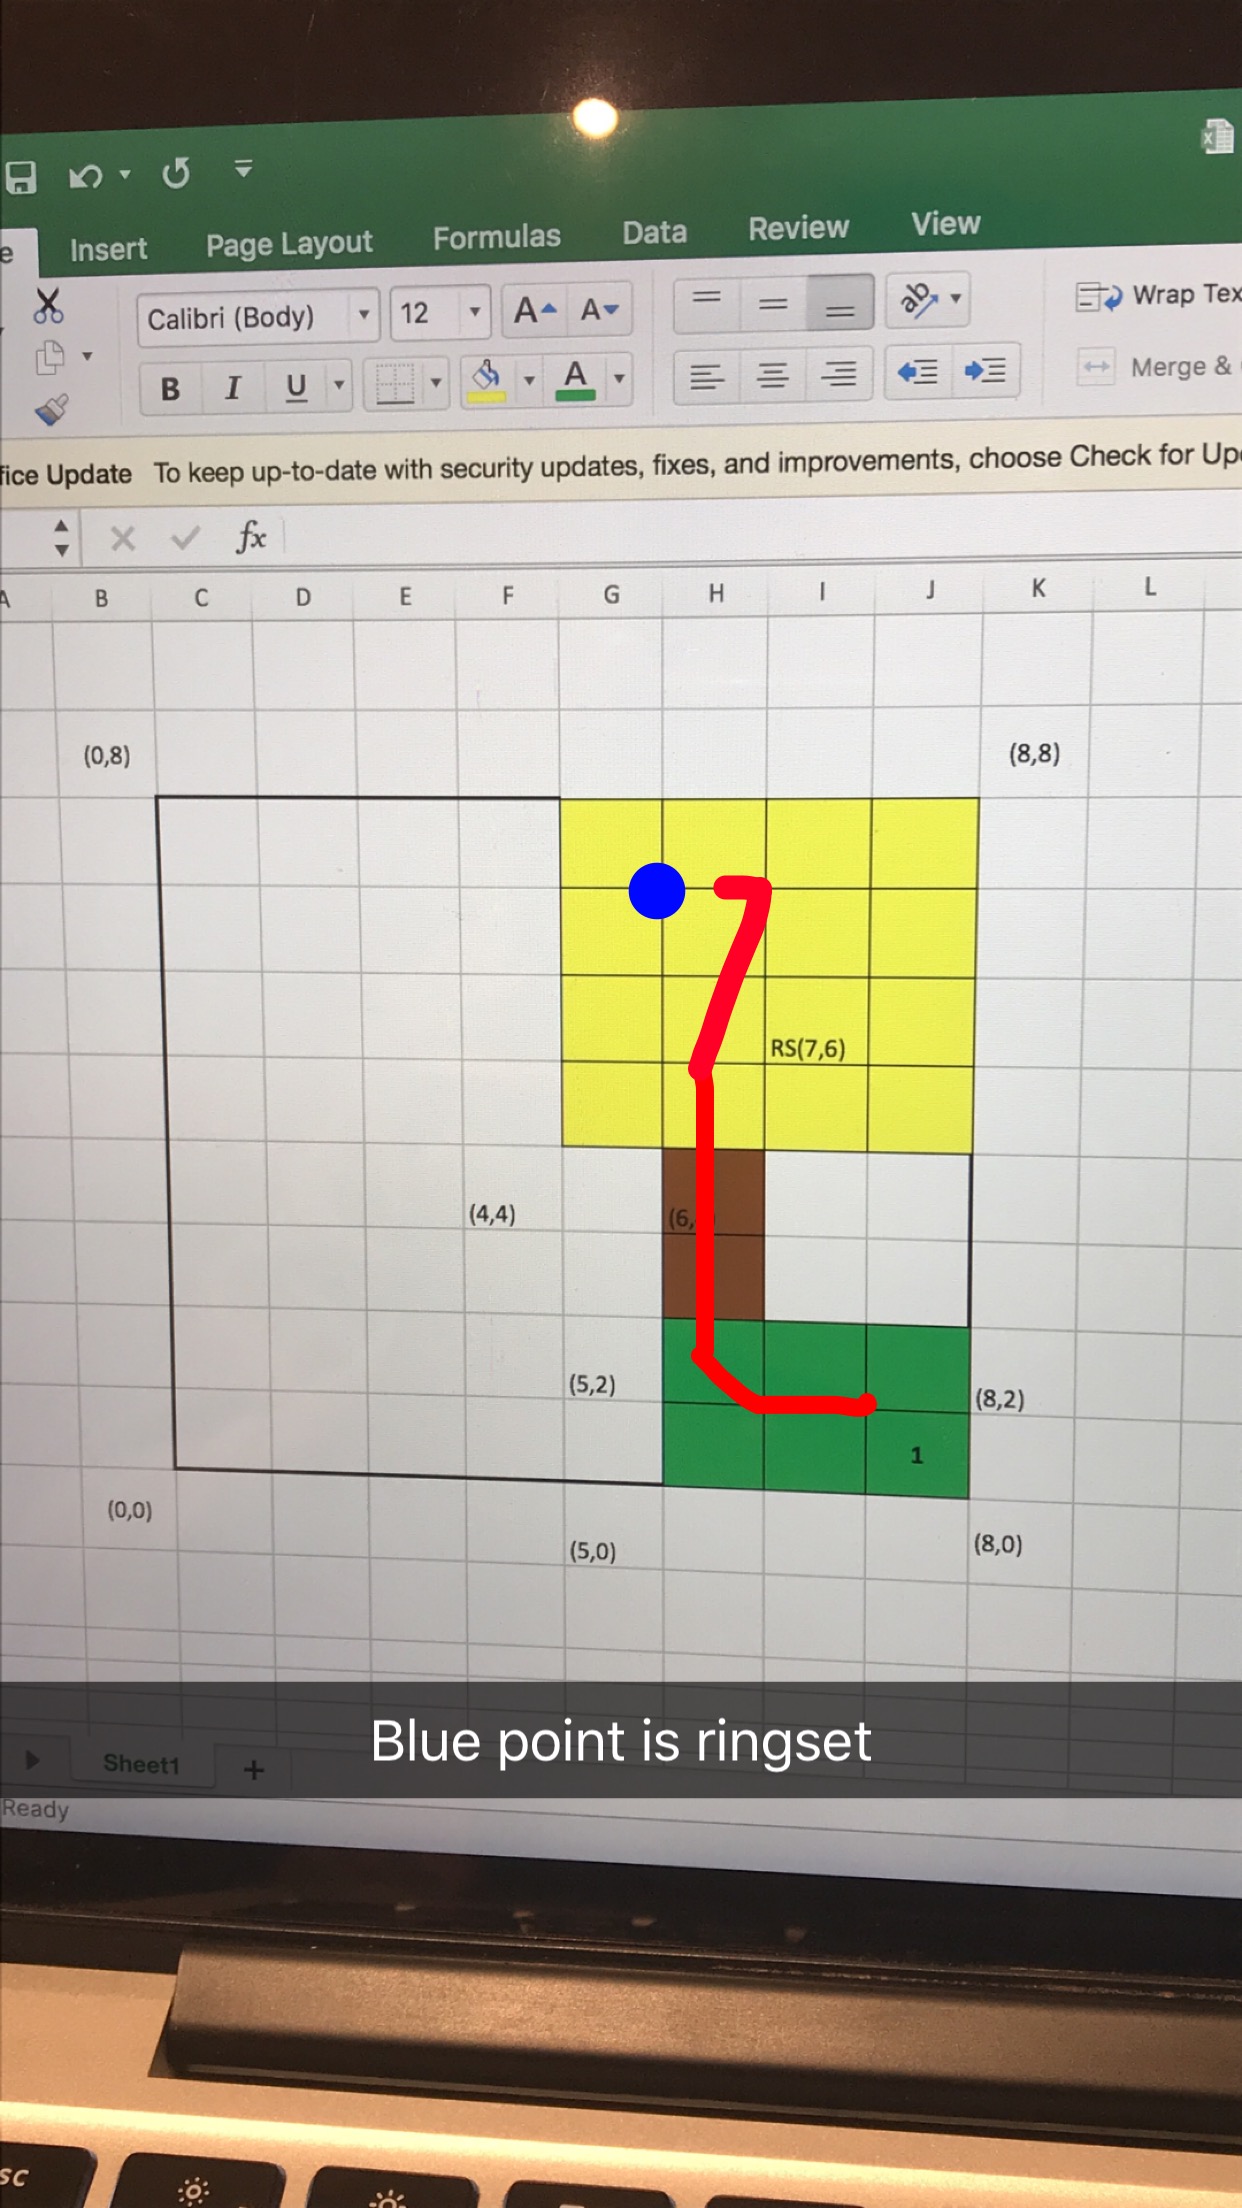 e Insert Page Layout Formulas Data Review View
Calibri (Body) 12 A A ab Wrap Tex
B I U A Merge &
fice Update To keep up-to-date with security updates, fixes, and improvements, choose Check for Up
fx
A B C D E F G H I J K L
(0,8) (8,8)
RS(7,6)
(4,4) (6,
(5,2) (8,2)
1
(0,0)
(5,0) (8,0)
Blue point is ringset
Sheet1 +
Ready
sc